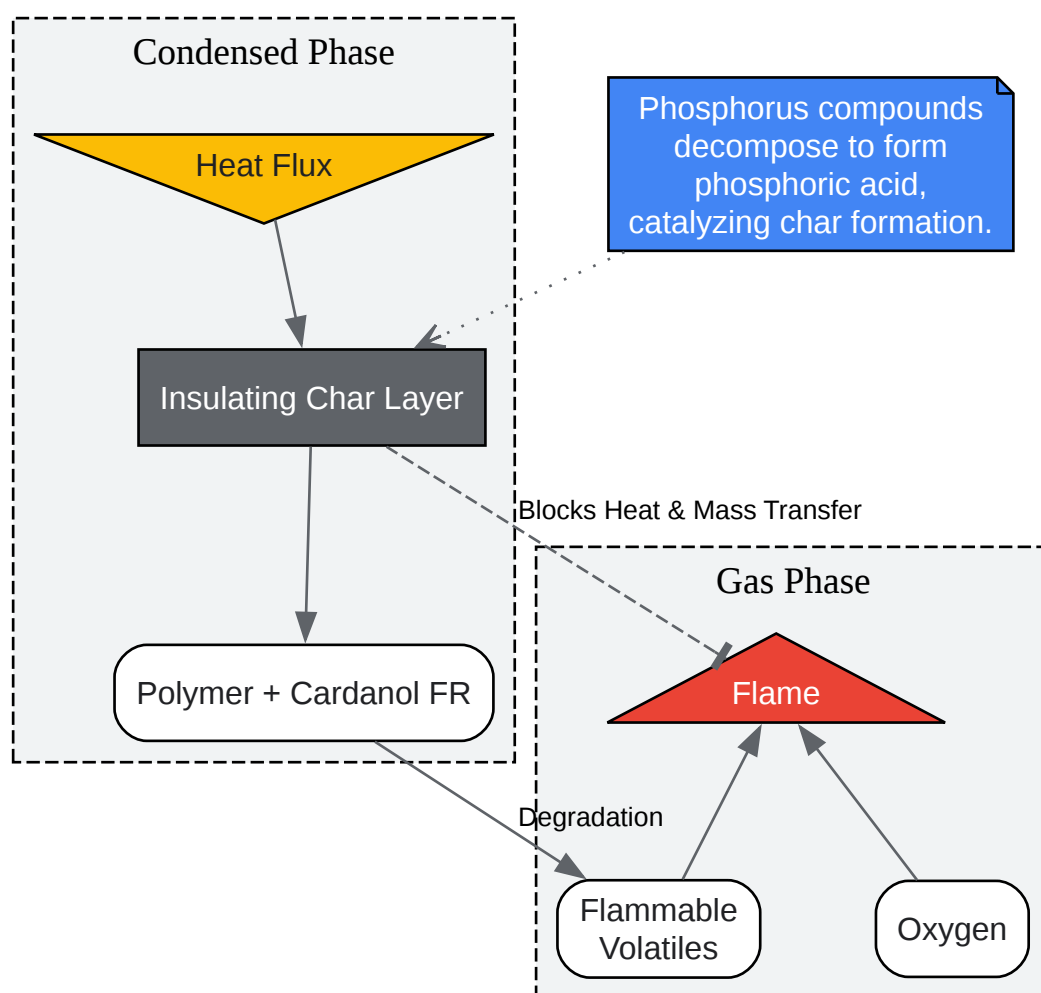 Condensed Phase
Heat Flux
Phosphorus compounds
decompose to form
phosphoric acid,
catalyzing char formation.
Insulating Char Layer
Blocks Heat & Mass Transfer
Gas Phase
Polymer + Cardanol FR
Flame
Degradation
Flammable
Volatiles
Oxygen